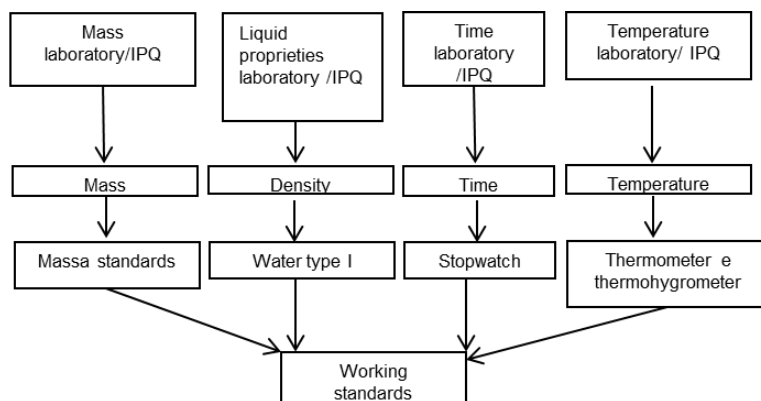 Mass
laboratory/IPQ
Liquid
proprieties
laboratory /IPQ
Time
laboratory
/IPQ
Temperature
laboratory/ IPQ
Mass
Density
Time
Temperature
Massa standards
Water type I
Stopwatch
Thermometer e
thermohygrometer
Working
standards